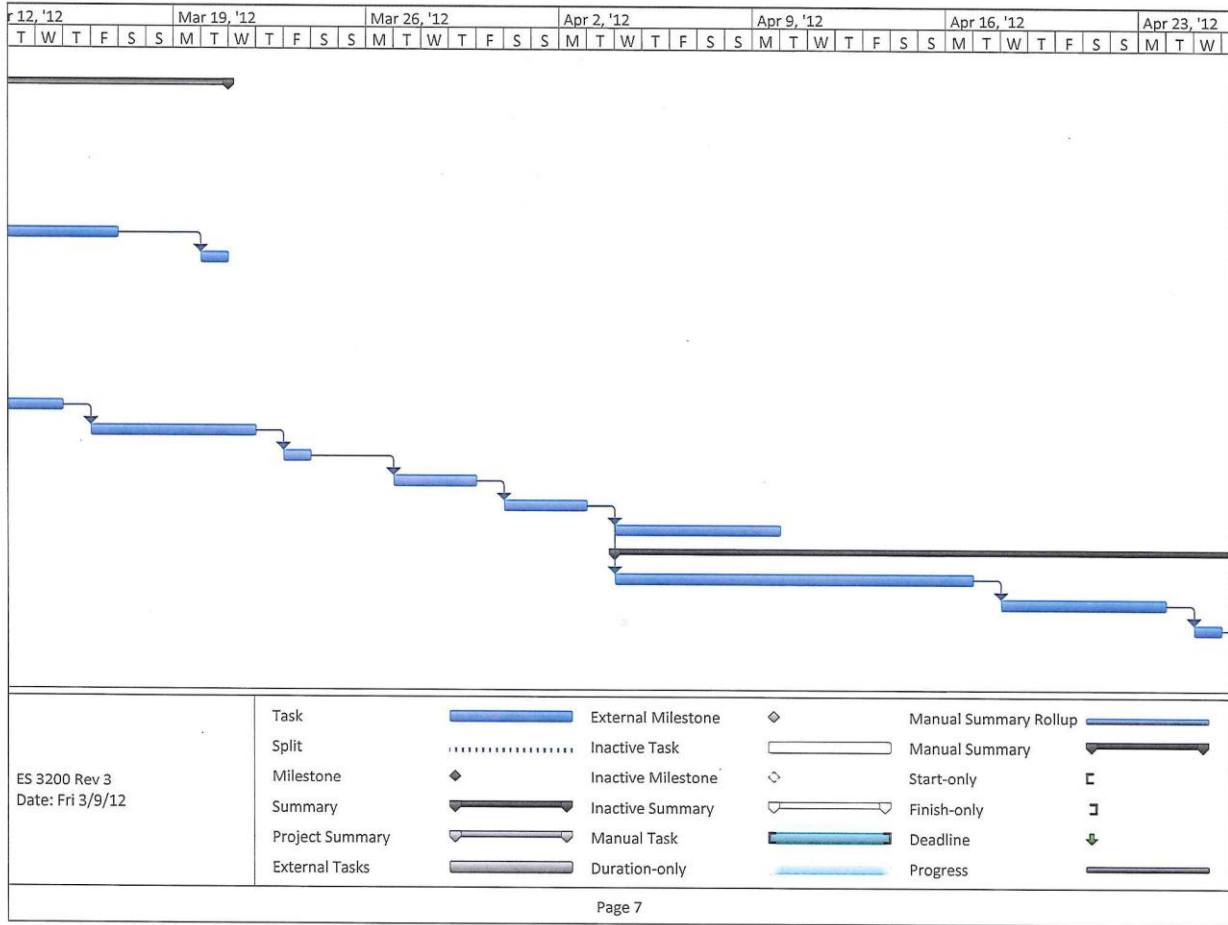 r 12, '12 Mar 19, '12 Mar 26, '12 Apr 2, '12 Apr 9, '12 Apr 16, '12 Apr 23, '12
T W T F S S M T W T F S S M T W T F S S M T W T F S S M T W T F S S M T W T F S S M T W
Task External Milestone Manual Summary Rollup
Split Inactive Task Manual Summary
ES 3200 Rev 3 Milestone Inactive Milestone Start-only
Date: Fri 3/9/12 Summary Inactive Summary Finish-only
Project Summary Manual Task Deadline
External Tasks Duration-only Progress
Page 7